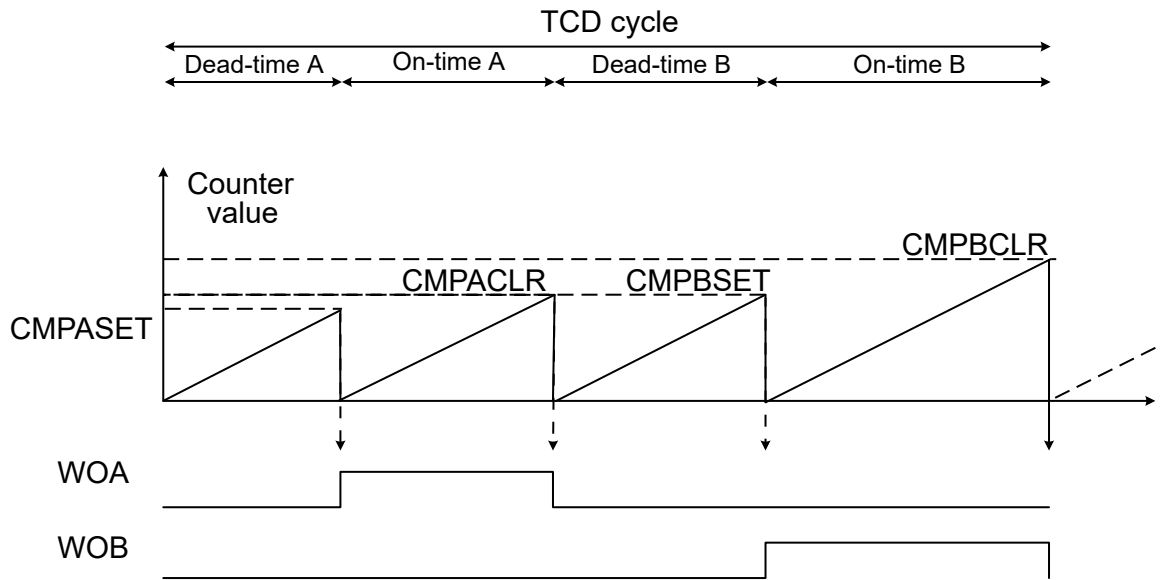 TCD cycle
Dead-time A
On-time A
Dead-time B
On-time B
Counter
value
CMPBCLR
CMPACLR
CMPBSET
CMPASET
WOA
WOB